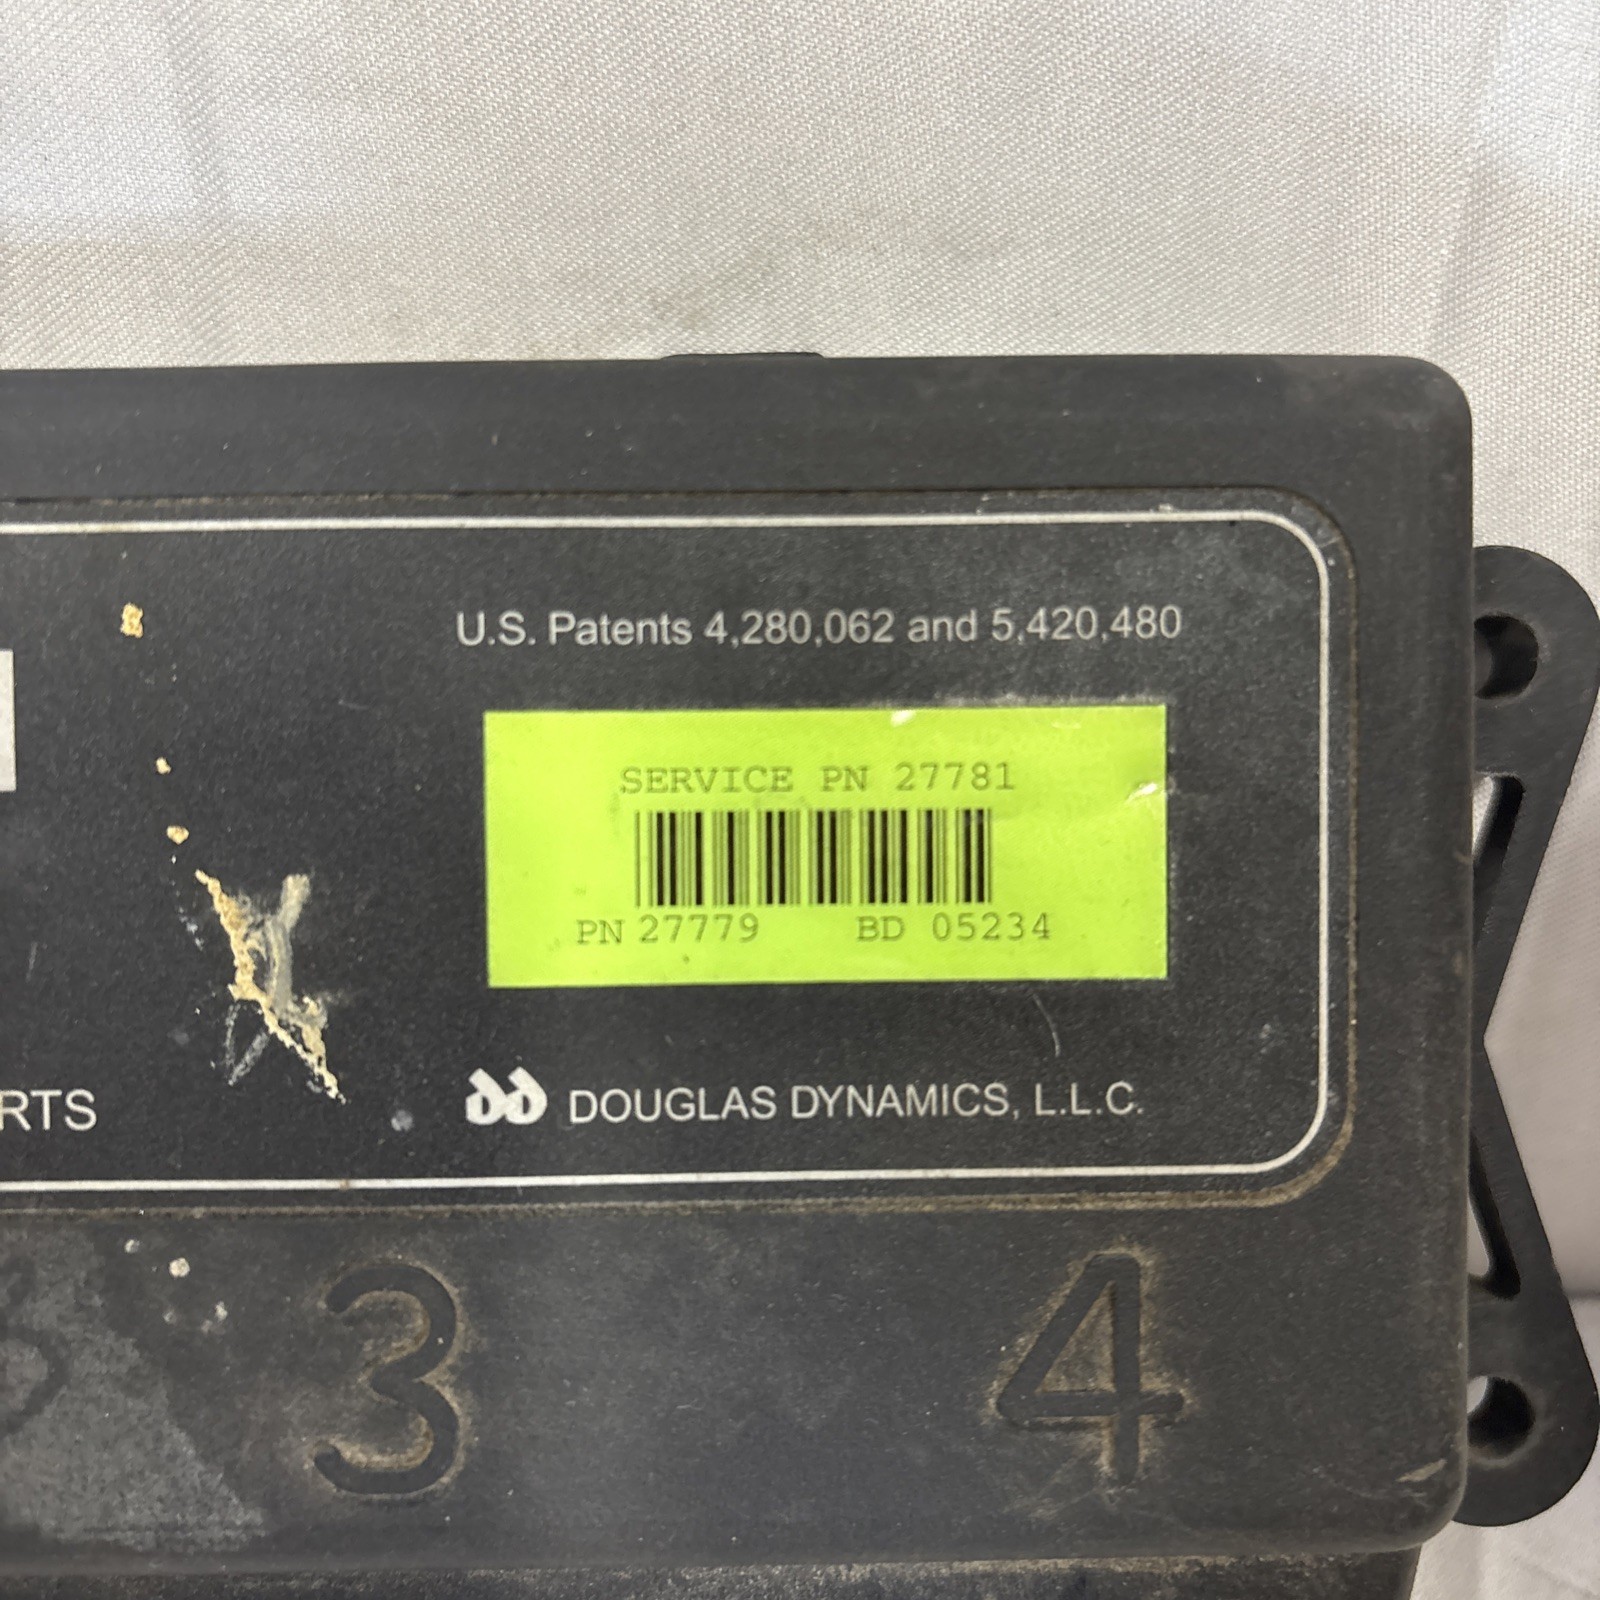 U.S. Patents 4,280,062 and 5,420,480
SERVICE PN 27781
PN 27779 BD 05234
RTS
DOUGLAS DYNAMICS, L.L.C.
3 4